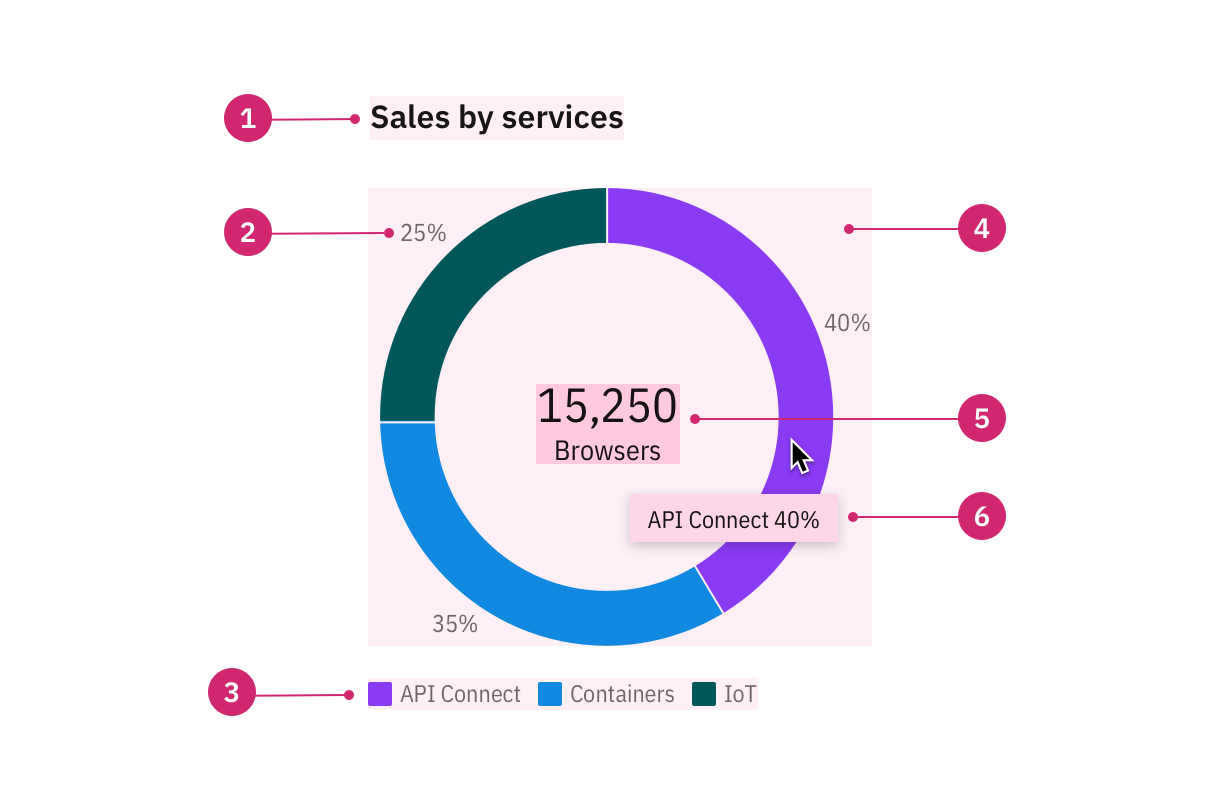 1
Sales by services
2
25%
4
40%
15,250
Browsers
5
API Connect 40%
6
35%
3
API Connect
Containers
IoT